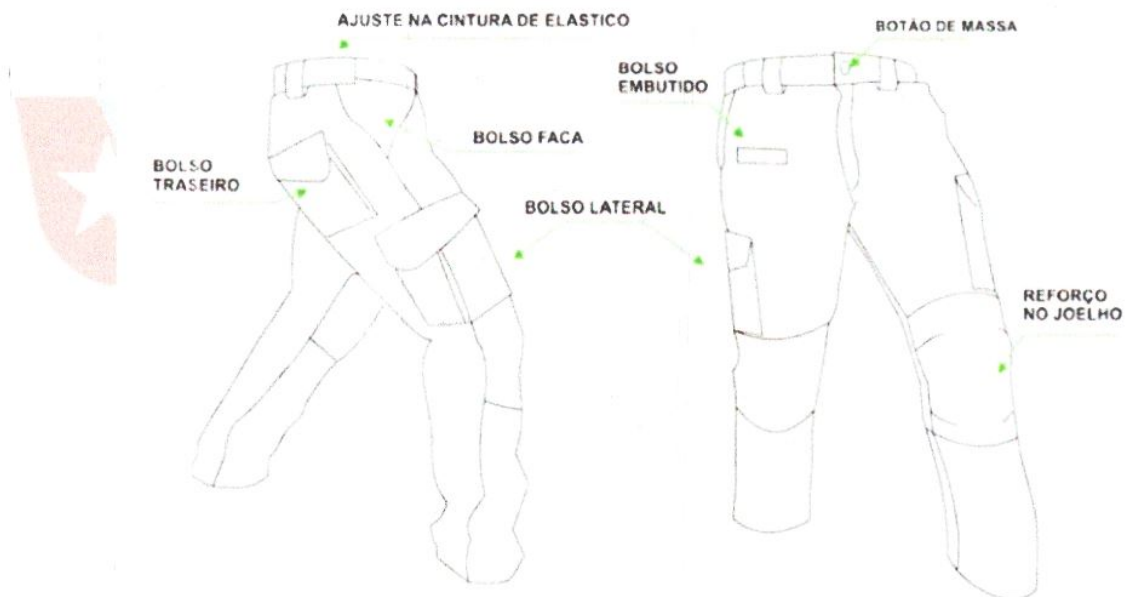 AJUSTE NA CINTURA DE ELASTICO
BOTÃO DE MASSA
BOLSO
EMBUTIDO
BOLSO FACA
BOLSO
TRASEIRO
BOLSO LATERAL
REFORÇO
NO JOELHO